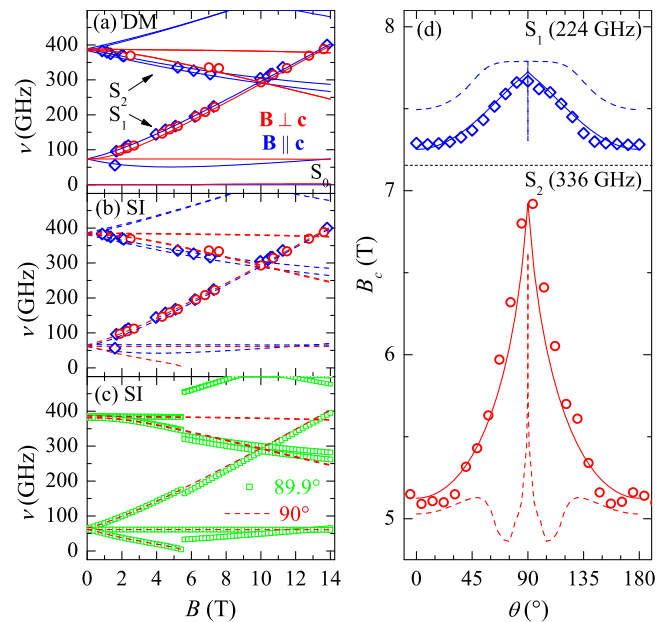 (a) DM
400
300
200
100
0
ν (GHz)
S₂
S₁
B ⊥ c
B ∥ c
S₀
(b) SI
400
300
200
100
0
ν (GHz)
(c) SI
400
300
200
100
0
ν (GHz)
89.9°
90°
0 2 4 6 8 10 12 14
B (T)
(d)
S₁ (224 GHz)
8
S₂ (336 GHz)
7
6
5
B_c (T)
0 45 90 135 180
θ (°)